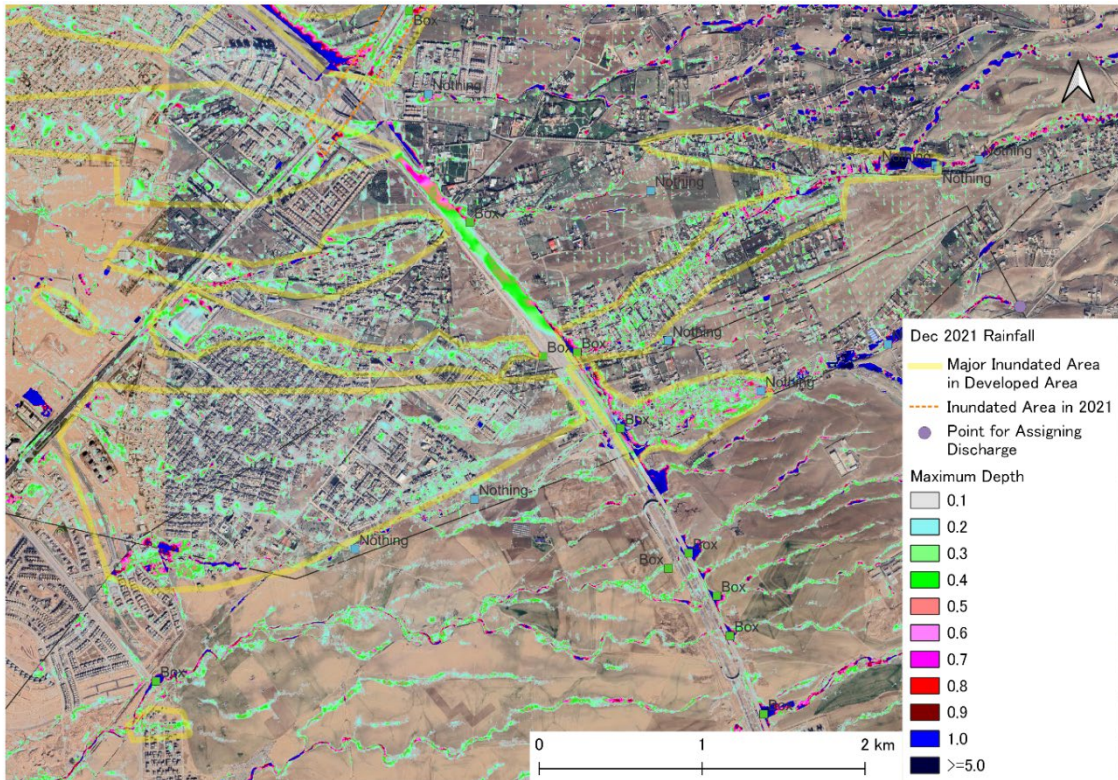 Box
Nothing
Nothing
Nothing
Nothing
Box
Nothing
Box
Box
Nothing
Box
Nothing
Nothing
Box
Box
Box
Box
Box
Box
Dec 2021 Rainfall
Major Inundated Area
in Developed Area
Inundated Area in 2021
Point for Assigning
Discharge
Maximum Depth
0.1
0.2
0.3
0.4
0.5
0.6
0.7
0.8
0.9
1.0
>=5.0
0
1
2 km